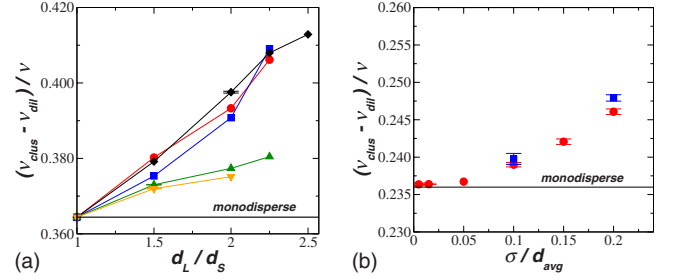 0.420
0.400
0.380
0.360
(ν_clus - ν_dil) / ν
monodisperse
1
1.5
2
2.5
d_L / d_S
(a)
0.260
0.255
0.250
0.245
0.240
0.235
0.230
(ν_clus - ν_dil) / ν
monodisperse
0
0.05
0.1
0.15
0.2
σ / d_avg
(b)